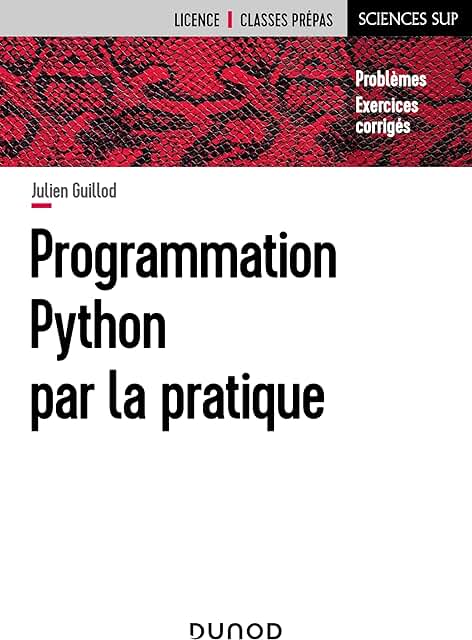 LICENCE | CLASSES PRÉPAS SCIENCES SUP
Problèmes
Exercices
corrigés
Julien Guillod
Programmation
Python
par la pratique
DUNOD